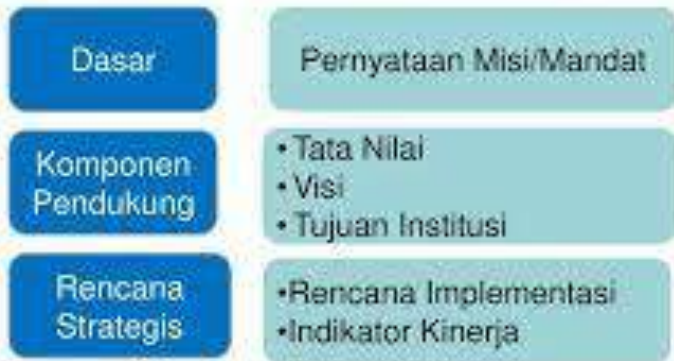 Dasar
Pernyataan Misi/Mandat
Komponen
Pendukung
• Tata Nilai
• Visi
• Tujuan Institusi
Rencana
Strategis
•Rencana Implementasi
•Indikator Kinerja